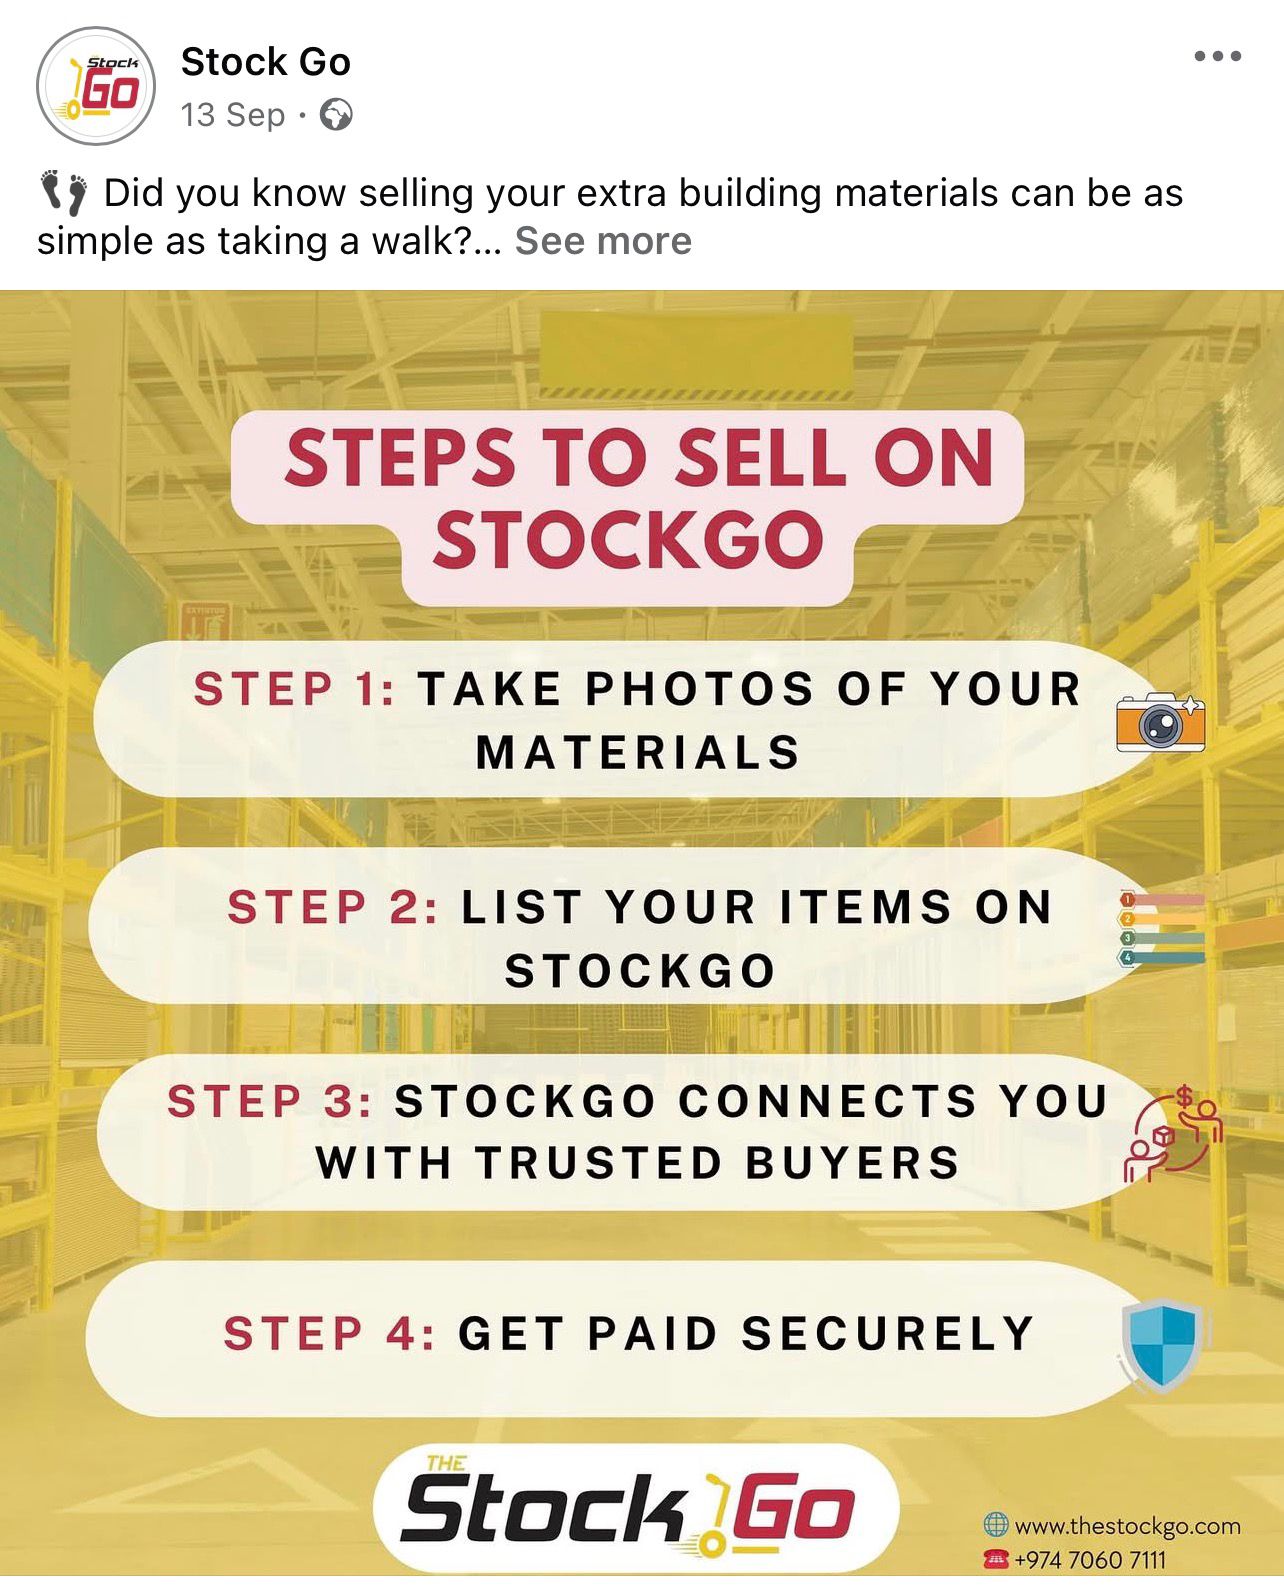 Stock
GO
Stock Go
13 Sep ·
Did you know selling your extra building materials can be as
simple as taking a walk?... See more
EXTINTOR
STEPS TO SELL ON
STOCKGO
STEP 1: TAKE PHOTOS OF YOUR
MATERIALS
STEP 2: LIST YOUR ITEMS ON
STOCKGO
1
2
3
4
STEP 3: STOCKGO CONNECTS YOU
WITH TRUSTED BUYERS
$
STEP 4: GET PAID SECURELY
THE
Stock Go
www.thestockgo.com
+974 7060 7111